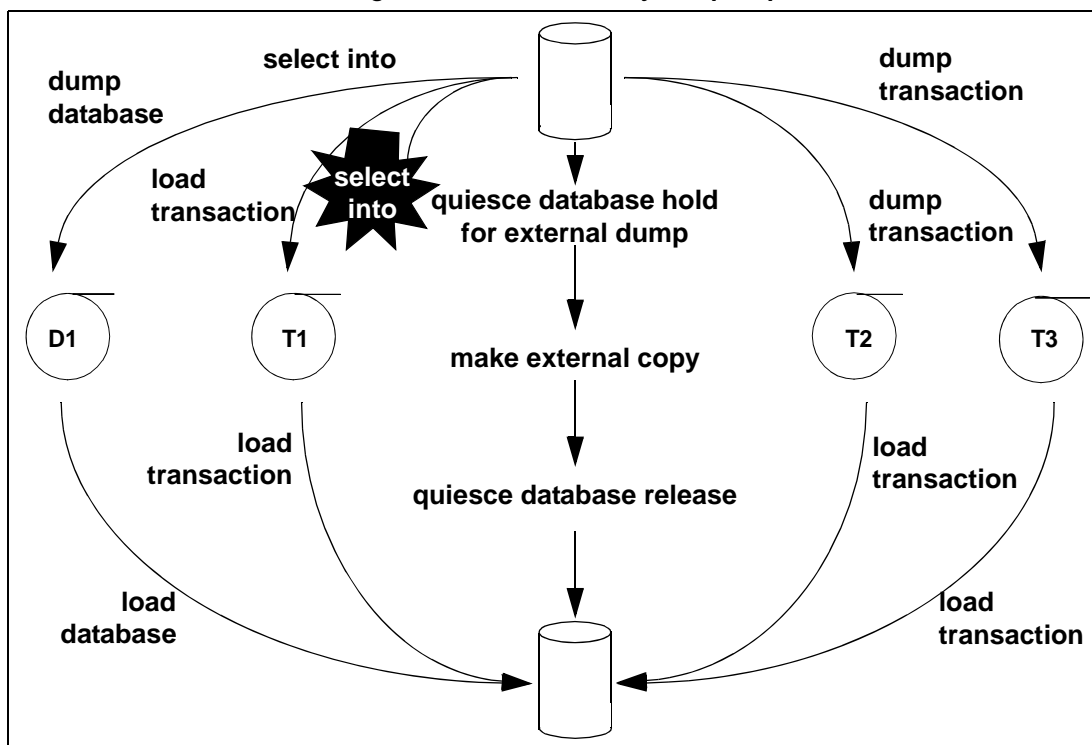 select into
dump
database
dump
transaction
load
transaction
select
into
quiesce database hold
for external dump
dump
transaction
D1
T1
T2
T3
make external copy
load
transaction
load
transaction
quiesce database release
load
database
load
transaction